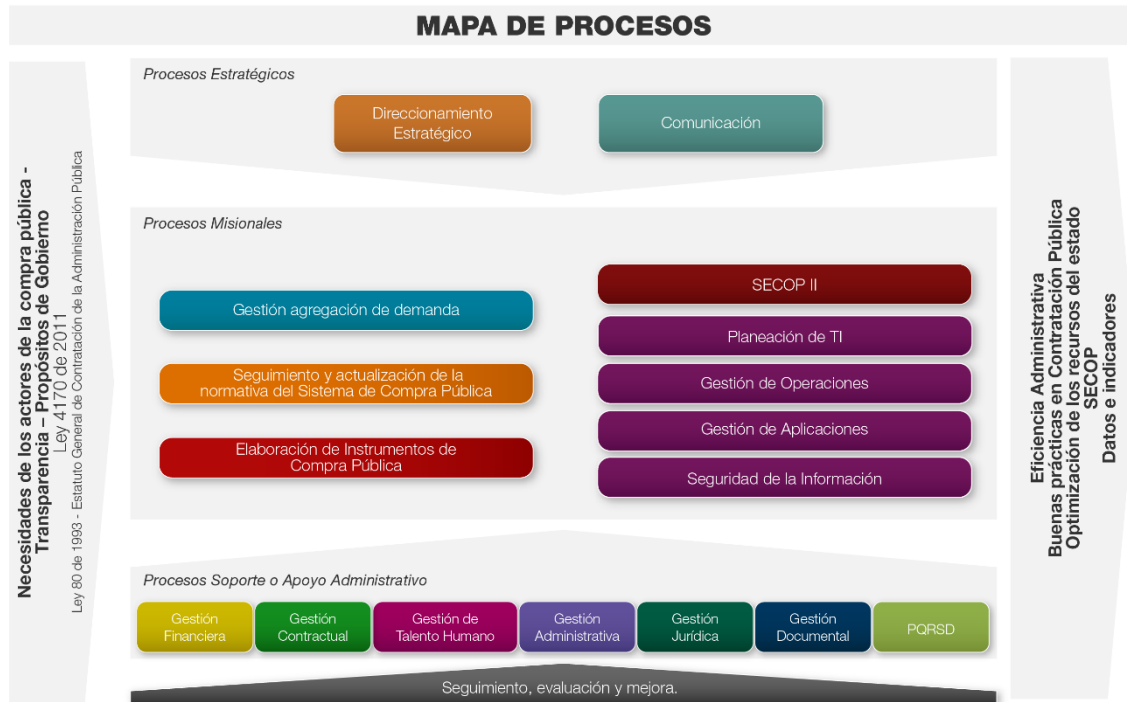 MAPA DE PROCESOS
Necesidades de los actores de la compra pública -
Transparencia – Propósitos de Gobierno
Ley 4170 de 2011
Ley 80 de 1993 - Estatuto General de Contratación de la Administración Pública
Procesos Estratégicos
Direccionamiento
Estratégico
Comunicación
Procesos Misionales
Gestión agregación de demanda
Seguimiento y actualización de la
normativa del Sistema de Compra Pública
Elaboración de Instrumentos de
Compra Pública
SECOP II
Planeación de TI
Gestión de Operaciones
Gestión de Aplicaciones
Seguridad de la Información
Procesos Soporte o Apoyo Administrativo
Gestión
Financiera
Gestión
Contractual
Gestión de
Talento Humano
Gestión
Administrativa
Gestión
Jurídica
Gestión
Documental
PQRSD
Seguimiento, evaluación y mejora.
Eficiencia Administrativa
Buenas prácticas en Contratación Pública
Optimización de los recursos del estado
SECOP
Datos e indicadores